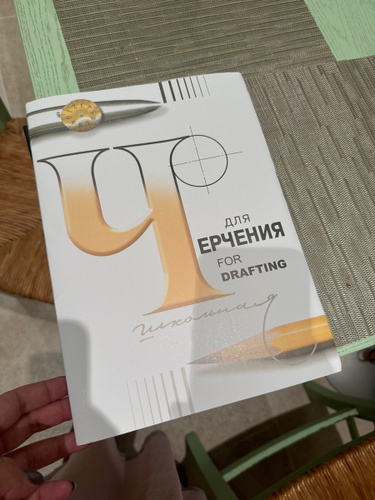 Ч
ДЛЯ
ЕРЧЕНИЯ
FOR
DRAFTING
школьная